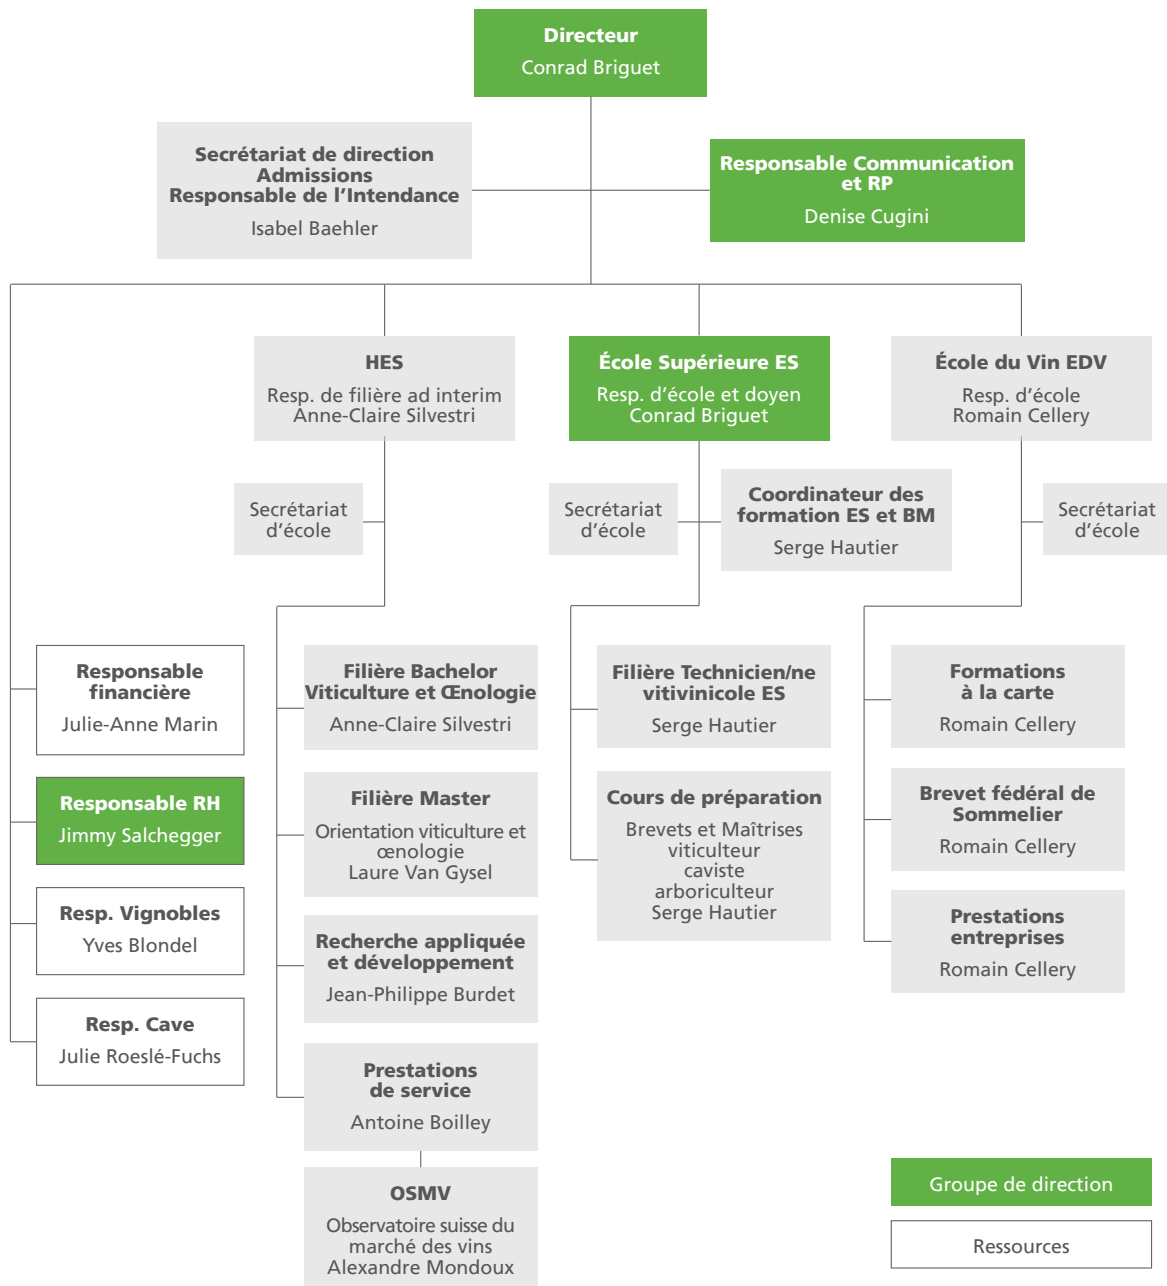 Directeur
Conrad Briguet
Secrétariat de direction
Admissions
Responsable de l'Intendance
Isabel Baehler
Responsable Communication
et RP
Denise Cugini
HES
Resp. de filière ad interim
Anne-Claire Silvestri
École Supérieure ES
Resp. d'école et doyen
Conrad Briguet
École du Vin EDV
Resp. d'école
Romain Cellery
Secrétariat
d'école
Secrétariat
d'école
Coordinateur des
formation ES et BM
Serge Hautier
Secrétariat
d'école
Responsable
financière
Julie-Anne Marin
Responsable RH
Jimmy Salchegger
Resp. Vignobles
Yves Blondel
Resp. Cave
Julie Roeslé-Fuchs
Filière Bachelor
Viticulture et Œnologie
Anne-Claire Silvestri
Filière Master
Orientation viticulture et
œnologie
Laure Van Gysel
Recherche appliquée
et développement
Jean-Philippe Burdet
Prestations
de service
Antoine Boilley
OSMV
Observatoire suisse du
marché des vins
Alexandre Mondoux
Filière Technicien/ne
vitivinicole ES
Serge Hautier
Cours de préparation
Brevets et Maîtrises
viticulteur
caviste
arboriculteur
Serge Hautier
Formations
à la carte
Romain Cellery
Brevet fédéral de
Sommelier
Romain Cellery
Prestations
entreprises
Romain Cellery
Groupe de direction
Ressources